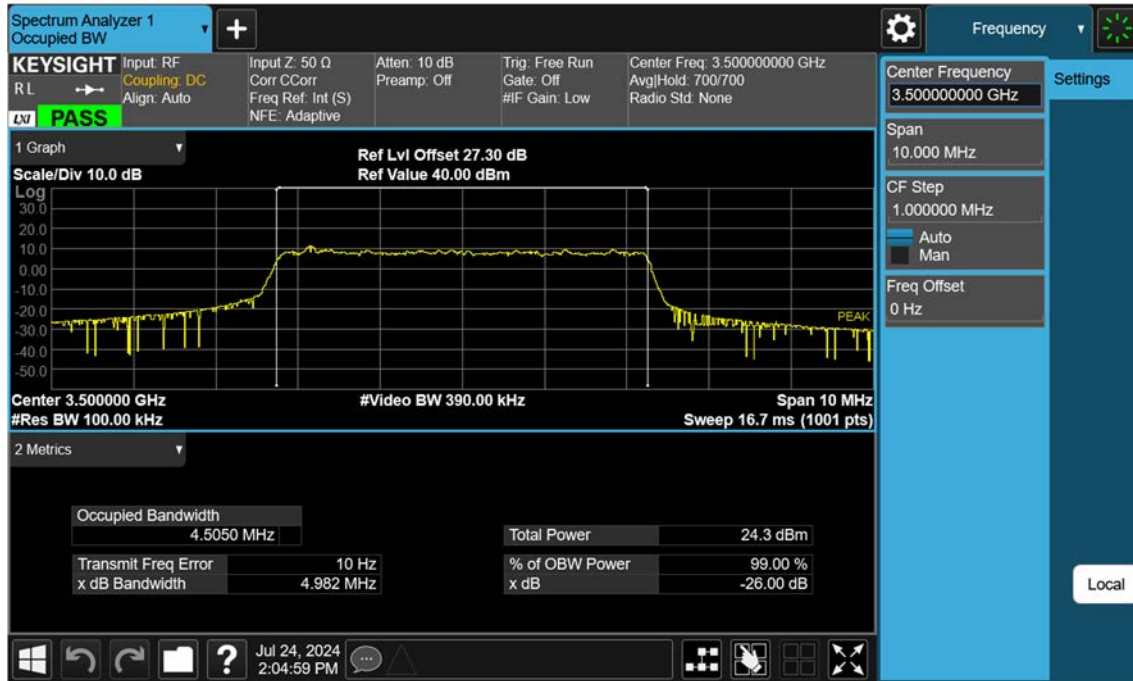 Spectrum Analyzer 1
Occupied BW
+
Frequency
KEYSIGHT
RL
LXI
PASS
Input: RF
Coupling: DC
Align: Auto
Input Z: 50 Ω
Corr CCorr
Freq Ref: Int (S)
NFE: Adaptive
Atten: 10 dB
Preamp: Off
Trig: Free Run
Gate: Off
#IF Gain: Low
Center Freq: 3.500000000 GHz
Avg|Hold: 700/700
Radio Std: None
Center Frequency
3.500000000 GHz
Settings
Span
10.000 MHz
CF Step
1.000000 MHz
Auto
Man
Freq Offset
0 Hz
Local
1 Graph
Scale/Div 10.0 dB
Ref Lvl Offset 27.30 dB
Ref Value 40.00 dBm
Log
30.0
20.0
10.0
0.00
-10.0
-20.0
-30.0
-40.0
-50.0
PEAK
Center 3.500000 GHz
#Video BW 390.00 kHz
Span 10 MHz
#Res BW 100.00 kHz
Sweep 16.7 ms (1001 pts)
2 Metrics
Occupied Bandwidth
4.5050 MHz
Total Power 24.3 dBm
Transmit Freq Error 10 Hz
% of OBW Power 99.00 %
x dB Bandwidth 4.982 MHz
x dB -26.00 dB
?
Jul 24, 2024
2:04:59 PM